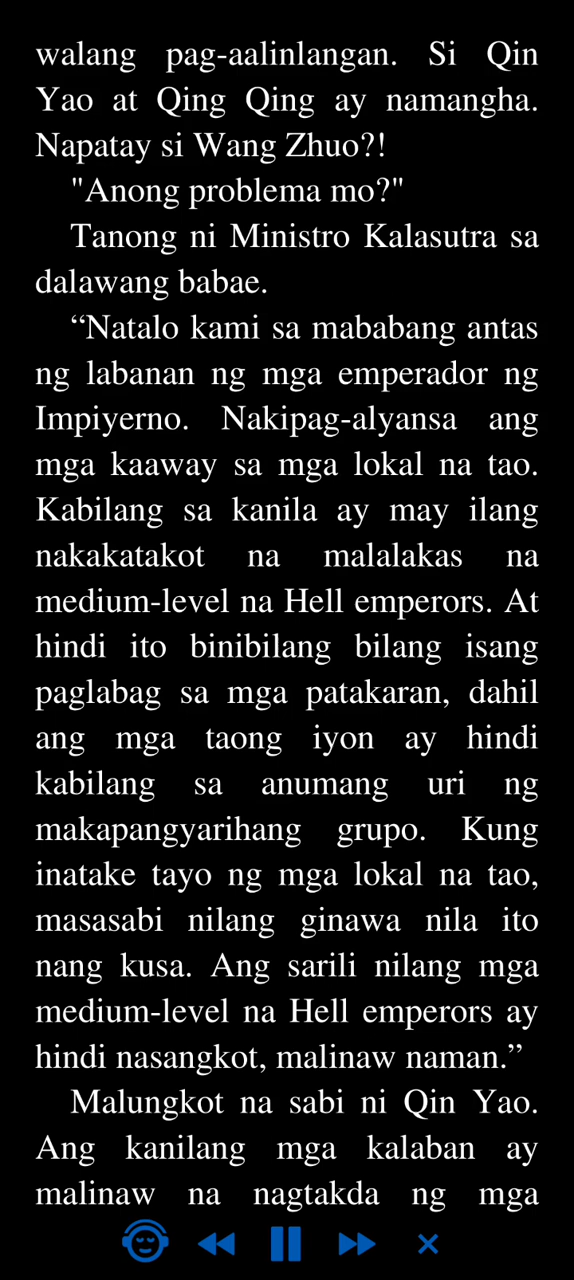 walang pag-aalinlangan. Si Qin
Yao at Qing Qing ay namangha.
Napatay si Wang Zhuo?!
"Anong problema mo?"
Tanong ni Ministro Kalasutra sa
dalawang babae.
“Natalo kami sa mababang antas
ng labanan ng mga emperador ng
Impiyerno. Nakipag-alyansa ang
mga kaaway sa mga lokal na tao.
Kabilang sa kanila ay may ilang
nakakatakot na malalakas na
medium-level na Hell emperors. At
hindi ito binibilang bilang isang
paglabag sa mga patakaran, dahil
ang mga taong iyon ay hindi
kabilang sa anumang uri ng
makapangyarihang grupo. Kung
inatake tayo ng mga lokal na tao,
masasabi nilang ginawa nila ito
nang kusa. Ang sarili nilang mga
medium-level na Hell emperors ay
hindi nasangkot, malinaw naman.”
Malungkot na sabi ni Qin Yao.
Ang kanilang mga kalaban ay
malinaw na nagtakda ng mga